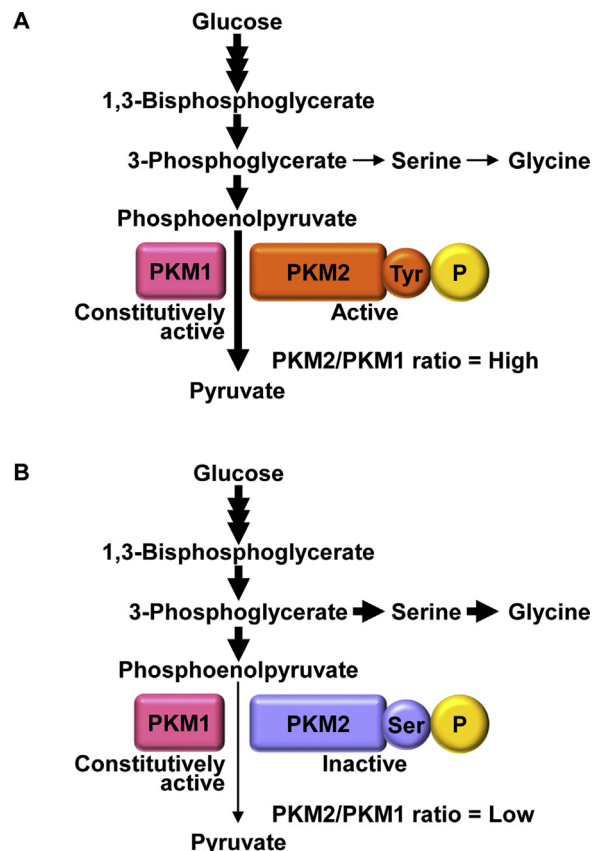 A
Glucose
1,3-Bisphosphoglycerate
3-Phosphoglycerate Serine Glycine
Phosphoenolpyruvate
PKM1 PKM2 Tyr P
Constitutively active Active
PKM2/PKM1 ratio = High
Pyruvate
B
Glucose
1,3-Bisphosphoglycerate
3-Phosphoglycerate Serine Glycine
Phosphoenolpyruvate
PKM1 PKM2 Ser P
Constitutively active Inactive
PKM2/PKM1 ratio = Low
Pyruvate